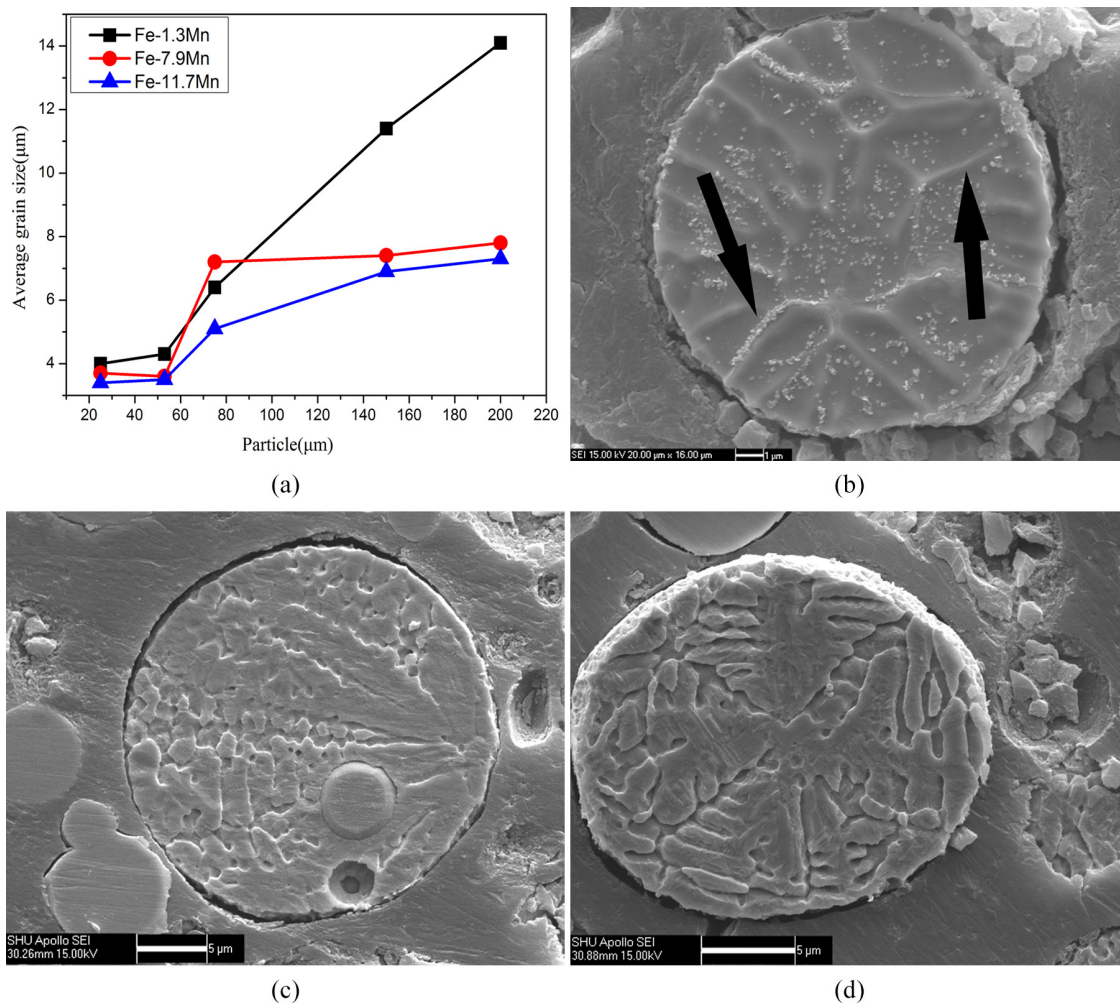 Fe-1.3Mn
Fe-7.9Mn
Fe-11.7Mn
14
12
10
8
6
4
Average grain size(μm)
20 40 60 80 100 120 140 160 180 200 220
Particle(μm)
(a)
SEI 15.00 kV 20.00 μm x 16.00 μm 1 μm
(b)
SHU Apollo SEI
30.26mm 15.00kV
5 μm
(c)
SHU Apollo SEI
30.88mm 15.00kV
5 μm
(d)